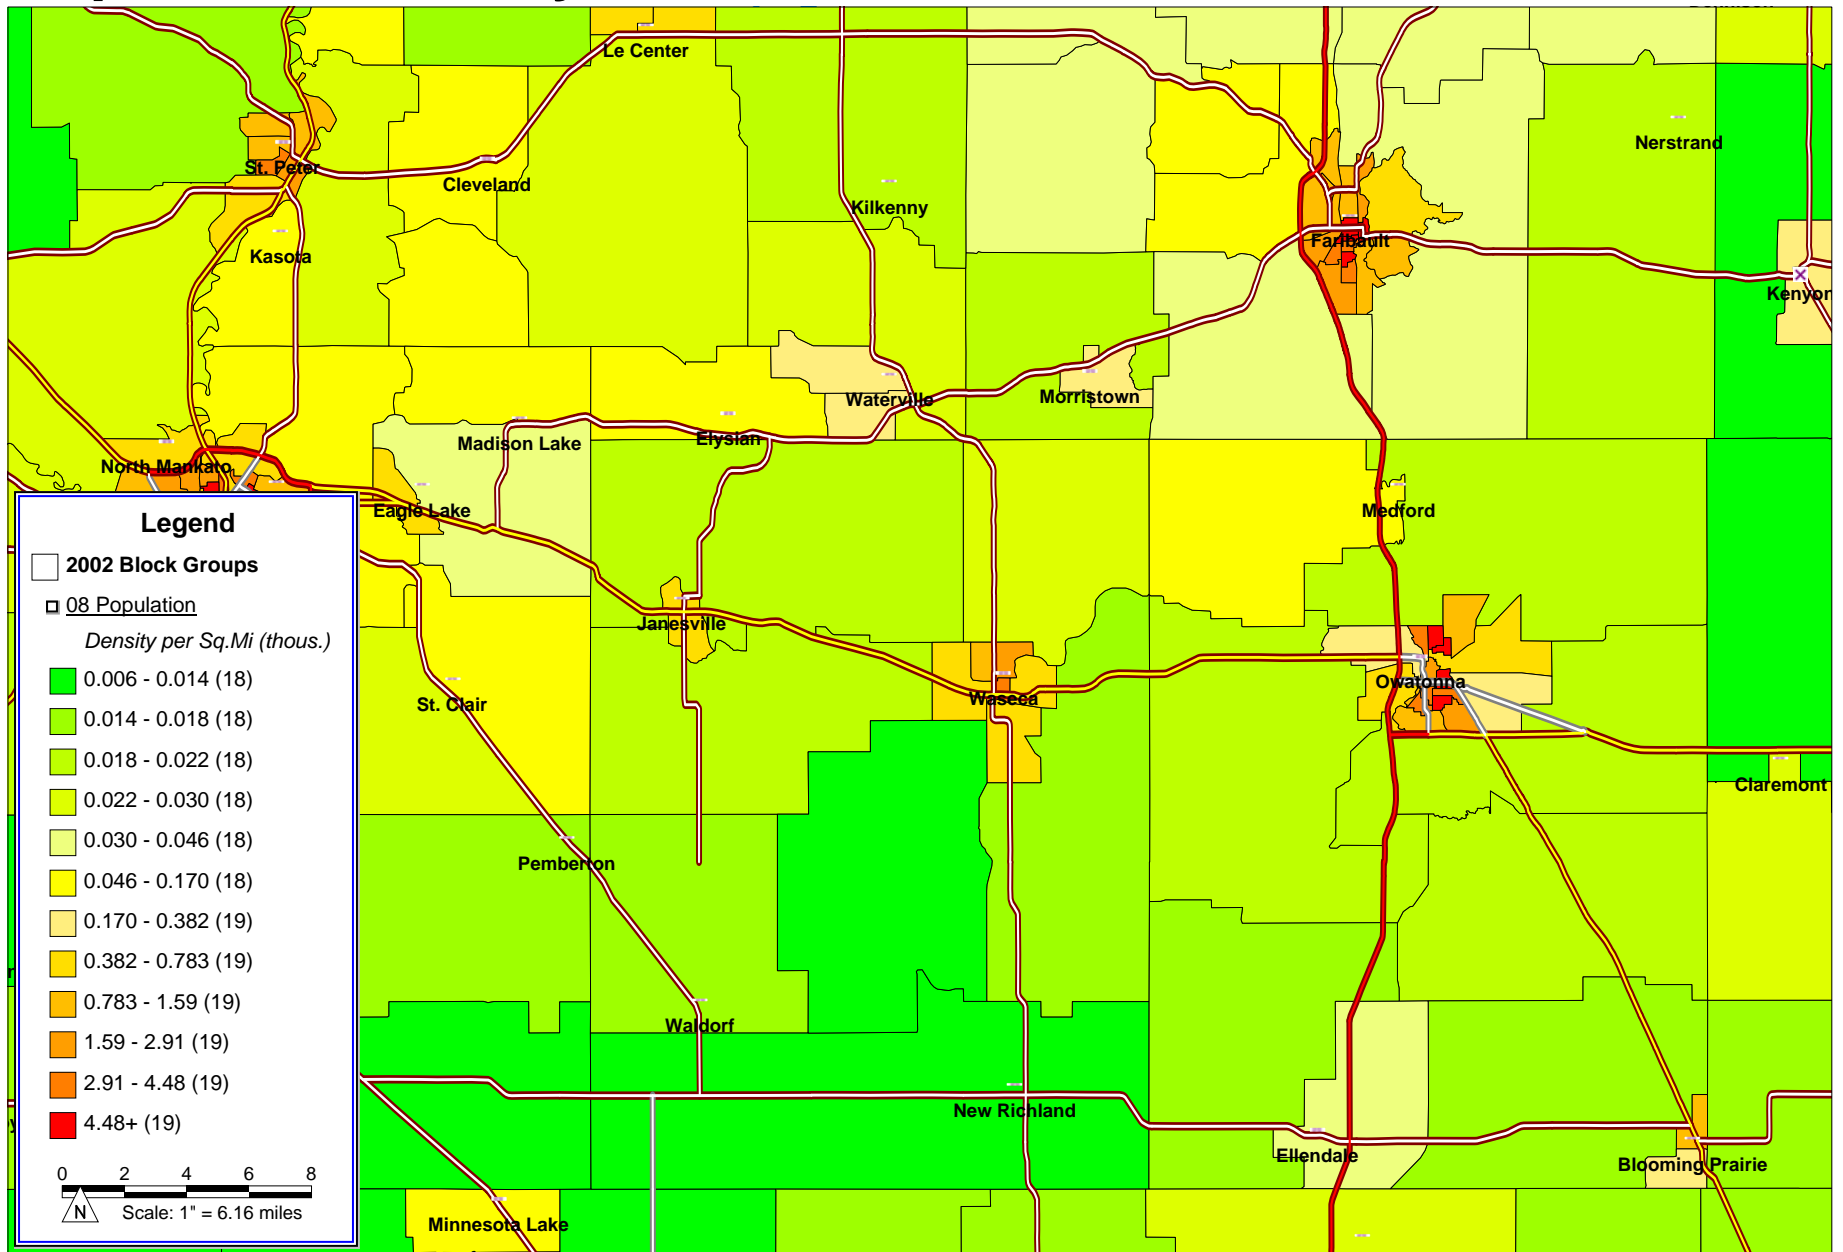 Le Center
St. Peter
Cleveland
Kasota
Kilkenny
Nerstrand
Faribault
Kenyon
Waterville
Morristown
Madison Lake
Elysian
North Mankato
Eagle Lake
Medford
Janesville
St. Clair
Waseca
Owatonna
Claremont
Pemberton
Waldorf
New Richland
Ellendale
Blooming Prairie
Minnesota Lake
Legend
2002 Block Groups
08 Population
Density per Sq.Mi (thous.)
0.006 - 0.014 (18)
0.014 - 0.018 (18)
0.018 - 0.022 (18)
0.022 - 0.030 (18)
0.030 - 0.046 (18)
0.046 - 0.170 (18)
0.170 - 0.382 (19)
0.382 - 0.783 (19)
0.783 - 1.59 (19)
1.59 - 2.91 (19)
2.91 - 4.48 (19)
4.48+ (19)
0 2 4 6 8
N
Scale: 1" = 6.16 miles